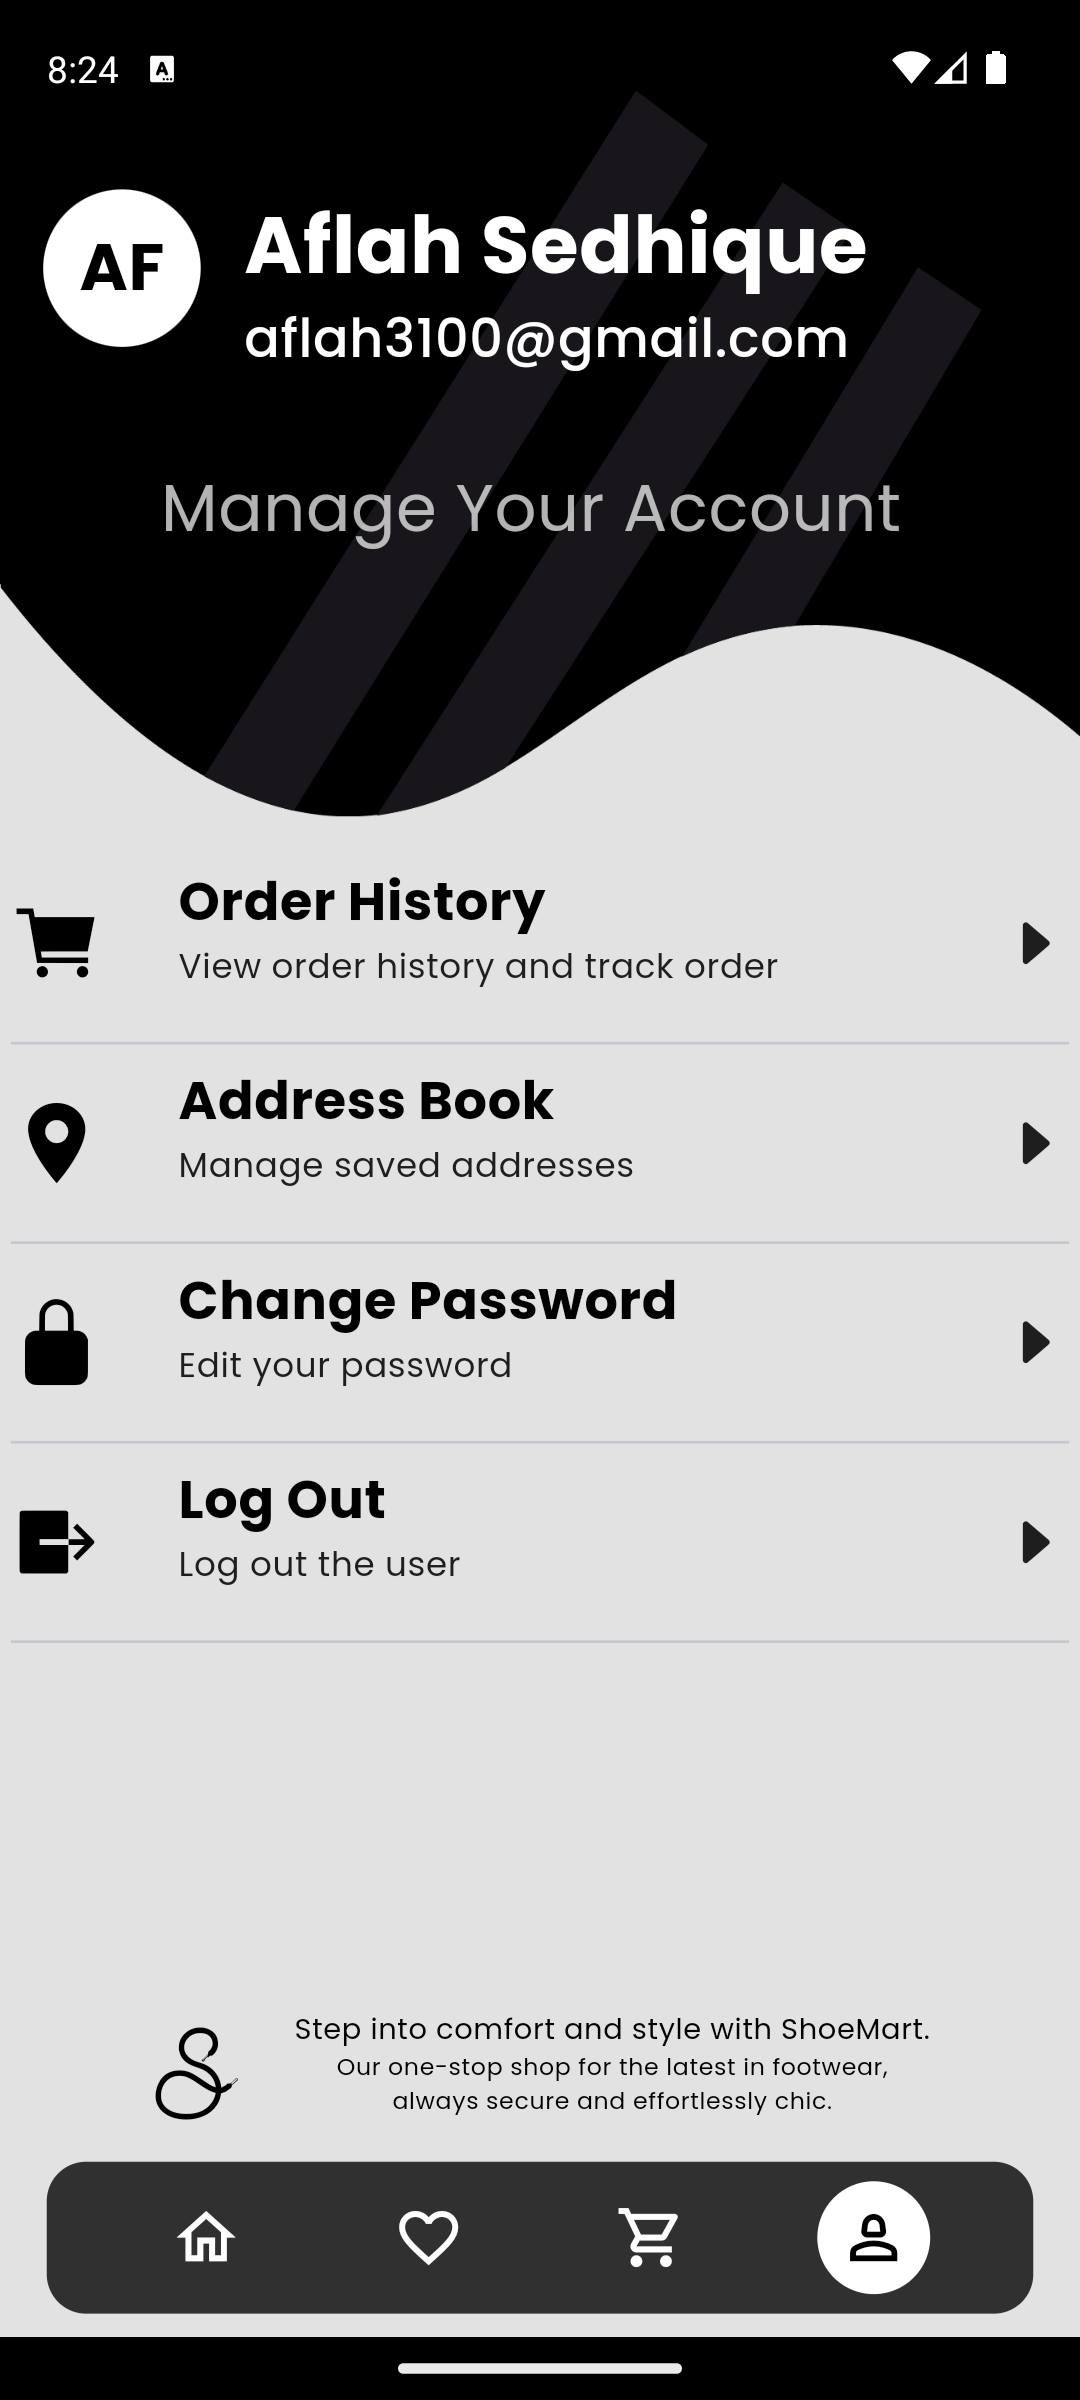 8:24
A
AF
Aflah Sedhique
aflah3100@gmail.com
Manage Your Account
Order History
View order history and track order
Address Book
Manage saved addresses
Change Password
Edit your password
Log Out
Log out the user
Step into comfort and style with ShoeMart.
Our one-stop shop for the latest in footwear,
always secure and effortlessly chic.